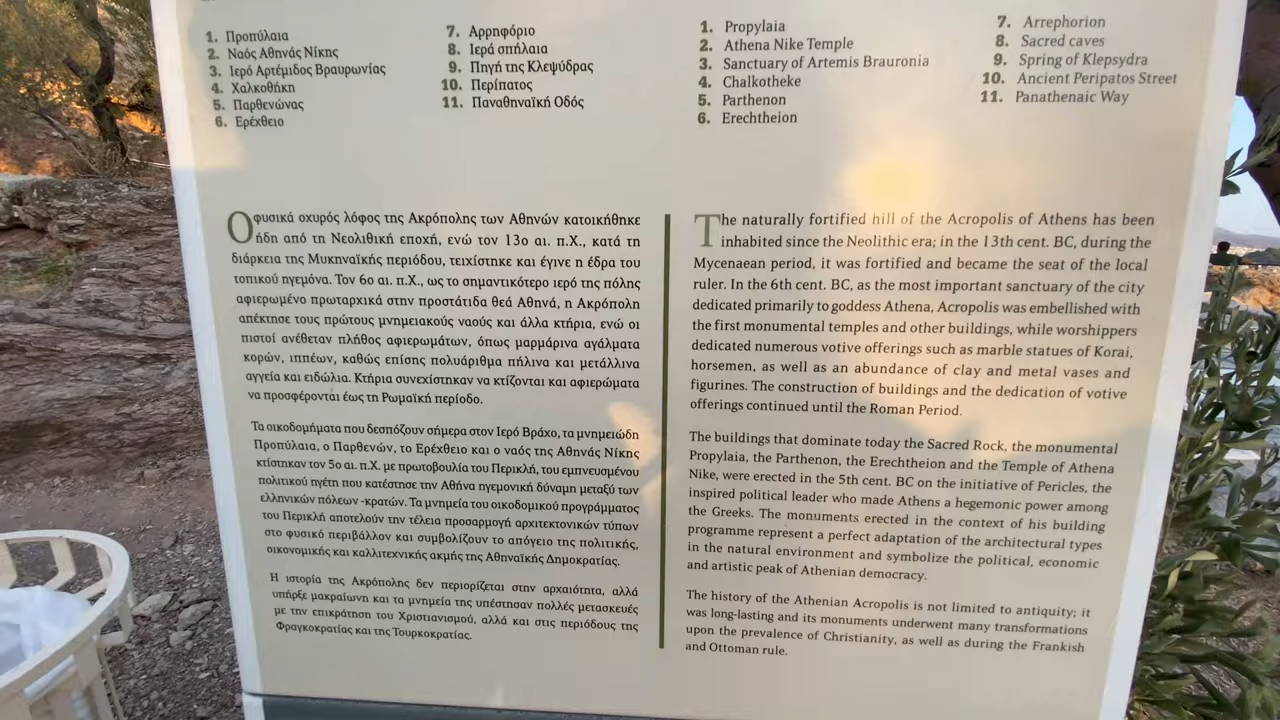 1. Προπύλαια
2. Ναός Αθηνάς Νίκης
3. Ιερό Αρτέμιδος Βραυρωνίας
4. Χαλκοθήκη
5. Παρθενώνας
6. Ερέχθειο
7. Αρρηφόριο
8. Ιερά σπήλαια
9. Πηγή της Κλεψύδρας
10. Περίπατος
11. Παναθηναϊκή Οδός
1. Propylaia
2. Athena Nike Temple
3. Sanctuary of Artemis Brauronia
4. Chalkotheke
5. Parthenon
6. Erechtheion
7. Arrephorion
8. Sacred caves
9. Spring of Klepsydra
10. Ancient Peripatos Street
11. Panathenaic Way
Ο φυσικά οχυρός λόφος της Ακρόπολης των Αθηνών κατοικήθηκε
ήδη από τη Νεολιθική εποχή, ενώ τον 13ο αι. π.Χ., κατά τη
διάρκεια της Μυκηναϊκής περιόδου, τειχίστηκε και έγινε η έδρα του
τοπικού ηγεμόνα. Τον 6ο αι. π.Χ., ως το σημαντικότερο ιερό της πόλης
αφιερωμένο πρωταρχικά στην προστάτιδα θεά Αθηνά, η Ακρόπολη
απέκτησε τους πρώτους μνημειακούς ναούς και άλλα κτήρια, ενώ οι
πιστοί ανέθεταν πλήθος αφιερωμάτων, όπως μαρμάρινα αγάλματα
κορών, ιππέων, καθώς επίσης πολυάριθμα πήλινα και μετάλλινα
αγγεία και ειδώλια. Κτήρια συνεχίστηκαν να κτίζονται και αφιερώματα
να προσφέρονται έως τη Ρωμαϊκή περίοδο.
Τα οικοδομήματα που δεσπόζουν σήμερα στον Ιερό Βράχο, τα μνημειώδη
Προπύλαια, ο Παρθενών, το Ερέχθειο και ο ναός της Αθηνάς Νίκης
κτίστηκαν τον 5ο αι. π.Χ. με πρωτοβουλία του Περικλή, του εμπνευσμένου
πολιτικού ηγέτη που κατέστησε την Αθήνα ηγεμονική δύναμη μεταξύ των
ελληνικών πόλεων -κρατών. Τα μνημεία του οικοδομικού προγράμματος
του Περικλή αποτελούν την τέλεια προσαρμογή αρχιτεκτονικών τύπων
στο φυσικό περιβάλλον και συμβολίζουν το απόγειο της πολιτικής,
οικονομικής και καλλιτεχνικής ακμής της Αθηναϊκής Δημοκρατίας.
Η ιστορία της Ακρόπολης δεν περιορίζεται στην αρχαιότητα, αλλά
υπήρξε μακραίωνη και τα μνημεία της υπέστησαν πολλές μετασκευές
με την επικράτηση του Χριστιανισμού, αλλά και στις περιόδους της
Φραγκοκρατίας και της Τουρκοκρατίας.
The naturally fortified hill of the Acropolis of Athens has been
inhabited since the Neolithic era; in the 13th cent. BC, during the
Mycenaean period, it was fortified and became the seat of the local
ruler. In the 6th cent. BC, as the most important sanctuary of the city
dedicated primarily to goddess Athena, Acropolis was embellished with
the first monumental temples and other buildings, while worshippers
dedicated numerous votive offerings such as marble statues of Korai,
horsemen, as well as an abundance of clay and metal vases and
figurines. The construction of buildings and the dedication of votive
offerings continued until the Roman Period.
The buildings that dominate today the Sacred Rock, the monumental
Propylaia, the Parthenon, the Erechtheion and the Temple of Athena
Nike, were erected in the 5th cent. BC on the initiative of Pericles, the
inspired political leader who made Athens a hegemonic power among
the Greeks. The monuments erected in the context of his building
programme represent a perfect adaptation of the architectural types
in the natural environment and symbolize the political, economic
and artistic peak of Athenian democracy.
The history of the Athenian Acropolis is not limited to antiquity; it
was long-lasting and its monuments underwent many transformations
upon the prevalence of Christianity, as well as during the Frankish
and Ottoman rule.